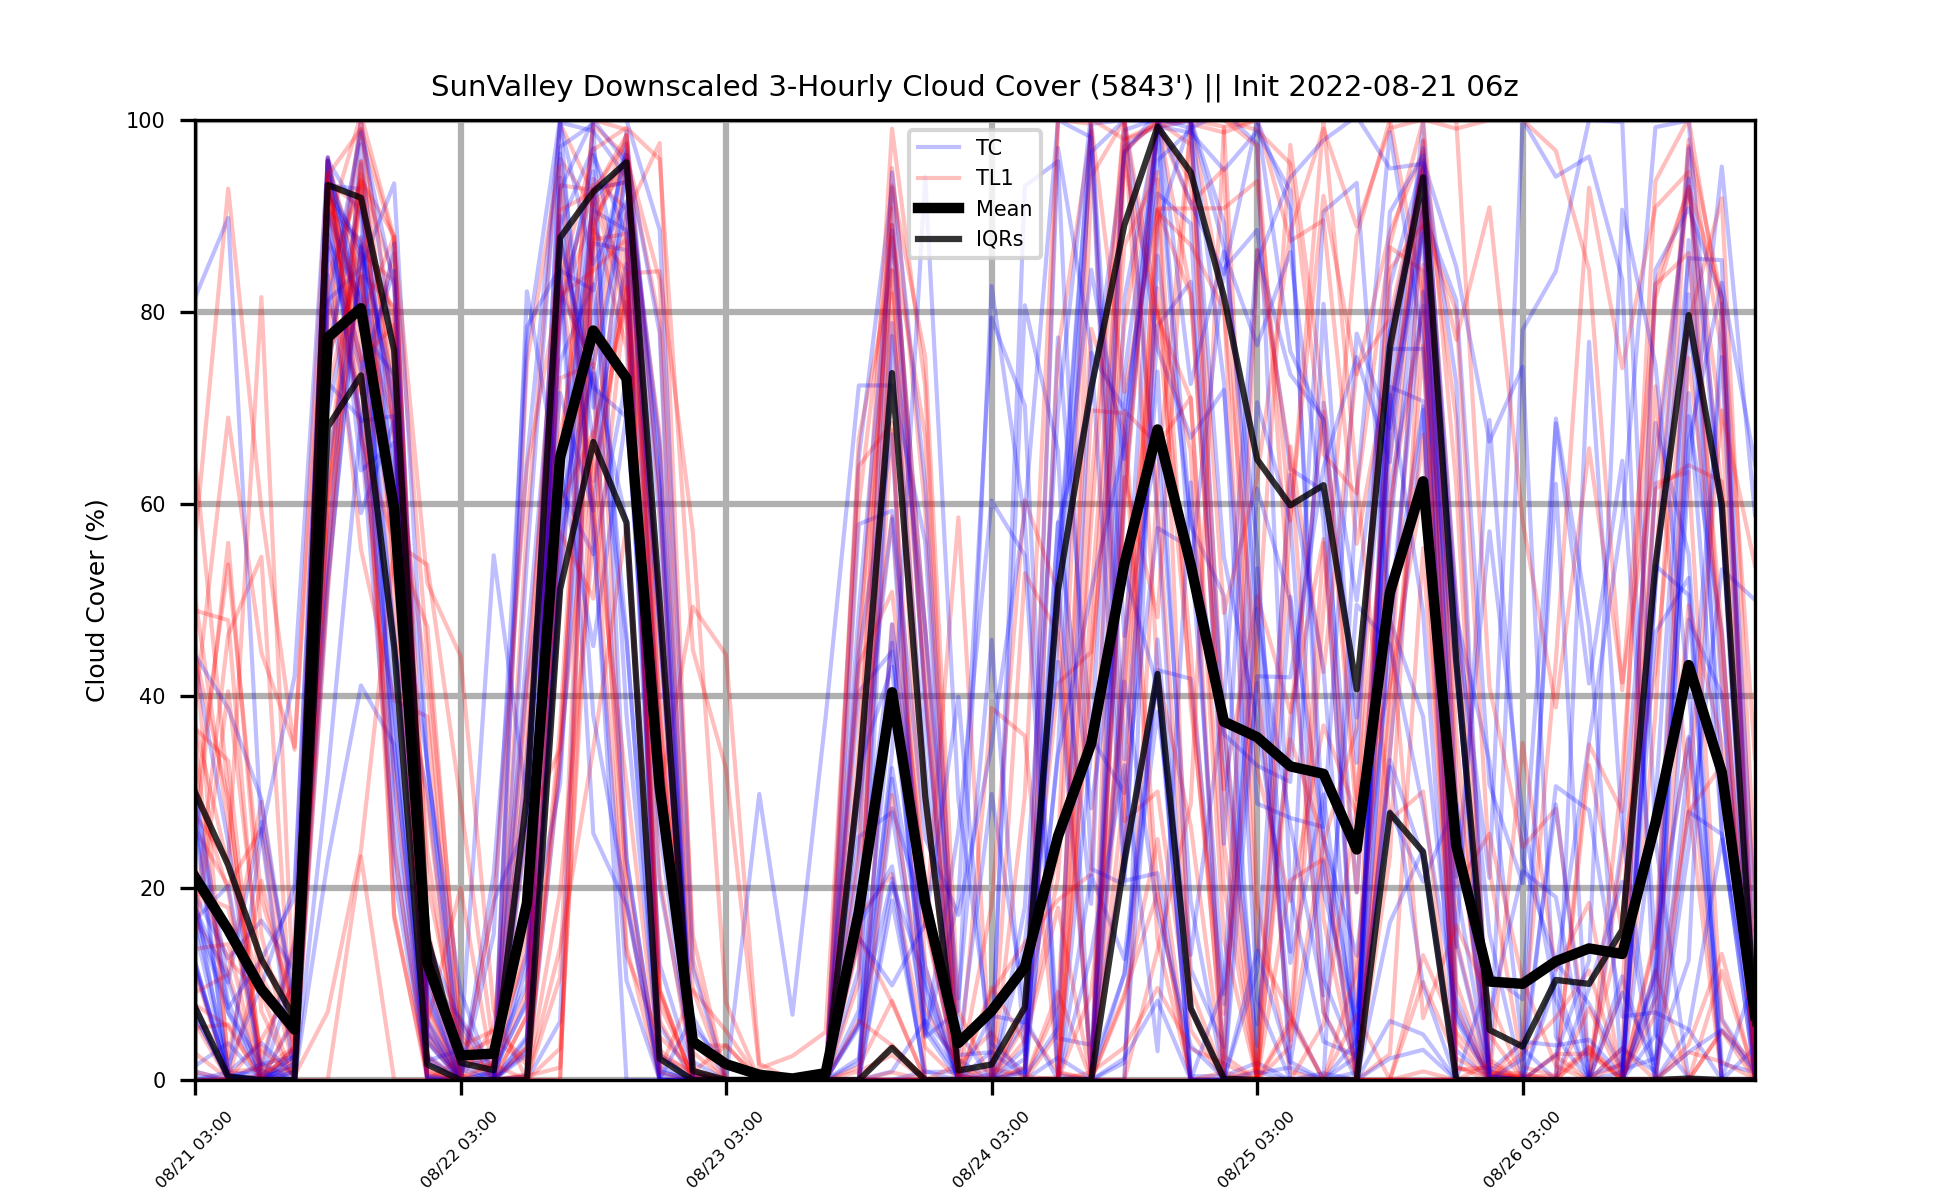 SunValley Downscaled 3-Hourly Cloud Cover (5843') || Init 2022-08-21 06z
Cloud Cover (%)
100
80
60
40
20
0
TC
TL1
Mean
IQRs
08/21 03:00
08/22 03:00
08/23 03:00
08/24 03:00
08/25 03:00
08/26 03:00